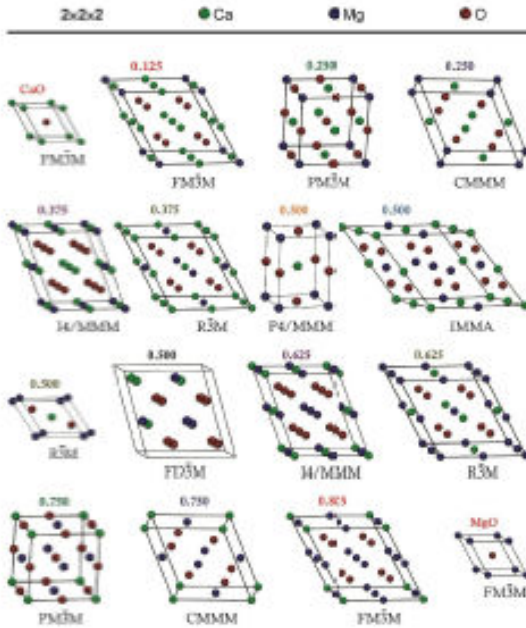 2x2x2 Ca Mg O
CaO 0.125 0.250 0.250
FM3̄M FM3̄M PM3̄M CMMM
0.375 0.375 0.500 0.500
I4/MMM R3̄M P4/MMM IMMA
0.500 0.500 0.625 0.625
R3̄M FD3̄M I4/MMM R3̄M
0.750 0.750 MgO
PM3̄M CMMM FM3̄M FM3̄M